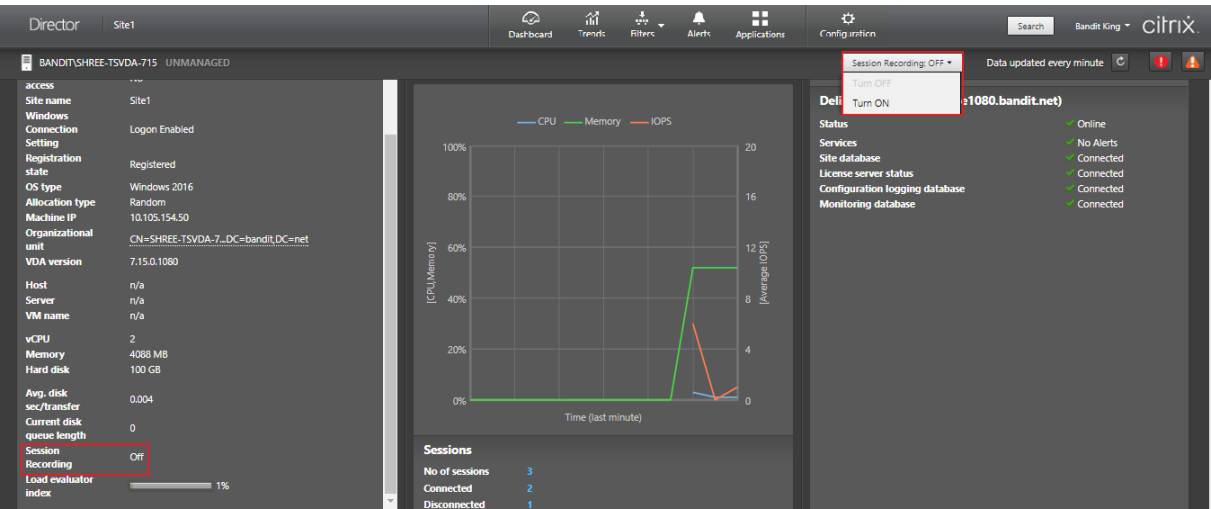 Director Site1 Dashboard Trends Filters Alerts Applications Configuration Search Bandit King citrix
BANDIT\SHREE-TSVDA-715 UNMANAGED Session Recording: OFF Data updated every minute
Turn OFF
Turn ON
access
Site name Site1
Windows
Connection Logon Enabled
Setting
Registration
state Registered
OS type Windows 2016
Allocation type Random
Machine IP 10.105.154.50
Organizational
unit CN=SHREE-TSVDA-7...DC=bandit,DC=net
VDA version 7.15.0.1080
Host n/a
Server n/a
VM name n/a
vCPU 2
Memory 4088 MB
Hard disk 100 GB
Avg. disk
sec/transfer 0.004
Current disk
queue length 0
Session
Recording Off
Load evaluator
index 1%
CPU Memory IOPS
100% 20
80% 16
60% 12
40% 8
20% 4
0% 0
[CPU,Memory]
[Average IOPS]
Time (last minute)
Sessions
No of sessions 3
Connected 2
Disconnected 1
Deli e1080.bandit.net)
Status Online
Services No Alerts
Site database Connected
License server status Connected
Configuration logging database Connected
Monitoring database Connected